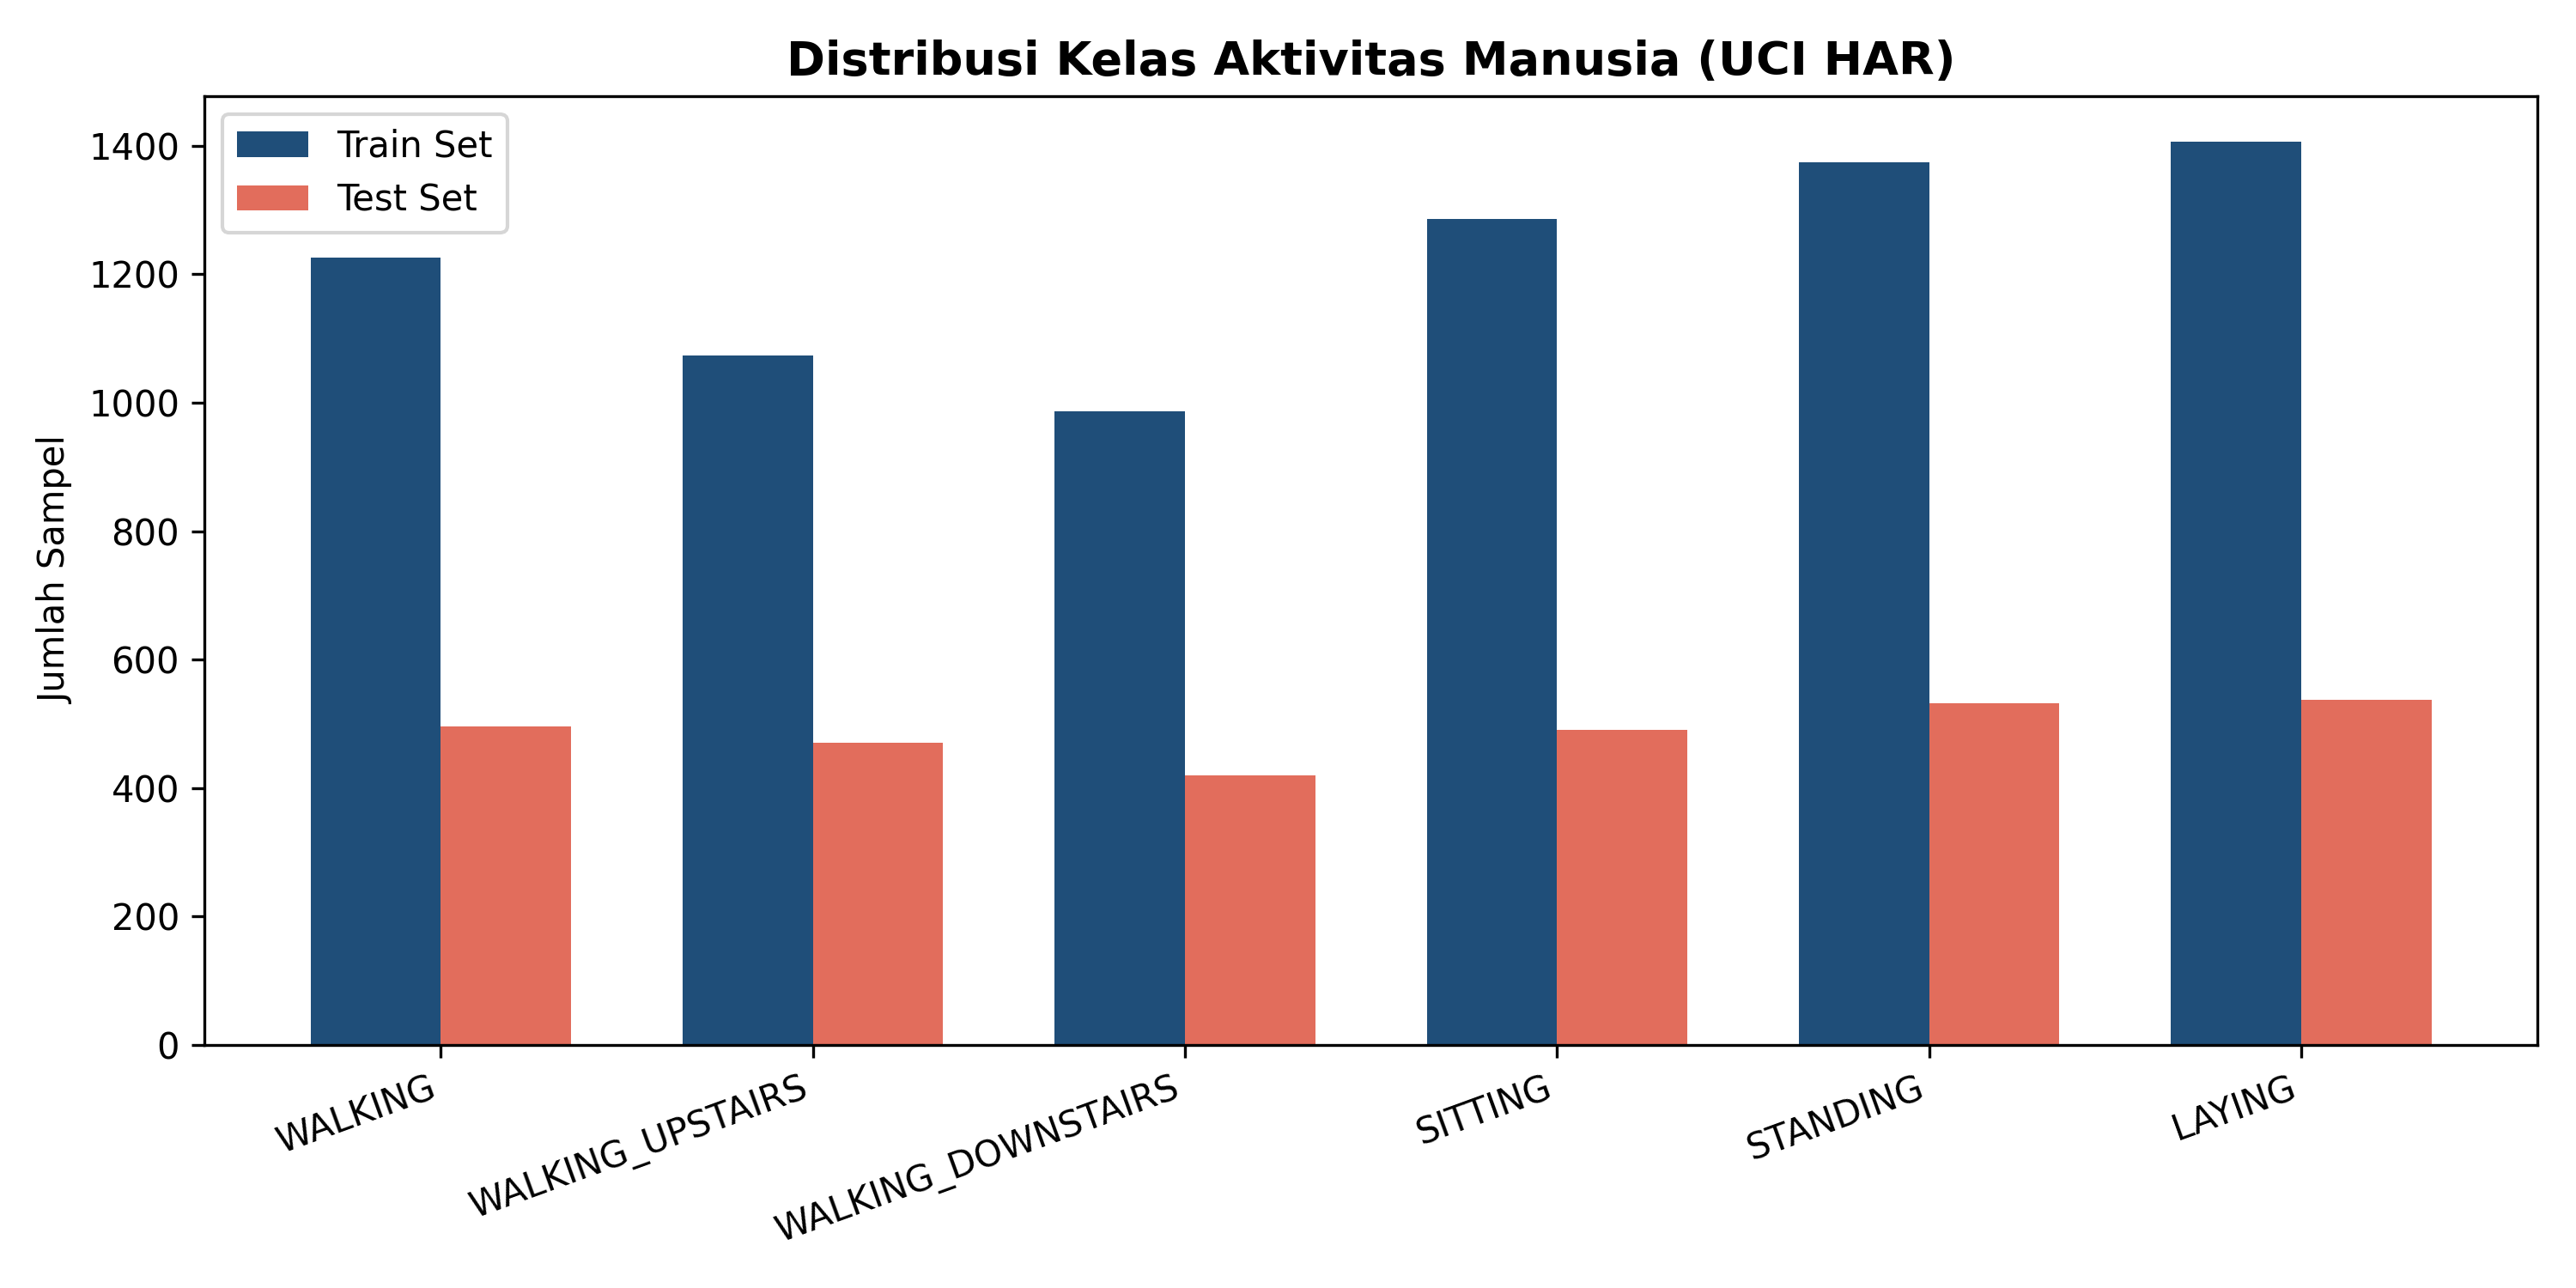 Distribusi Kelas Aktivitas Manusia (UCI HAR)
Train Set
Test Set
Jumlah Sampel
1400
1200
1000
800
600
400
200
0
WALKING
WALKING_UPSTAIRS
WALKING_DOWNSTAIRS
SITTING
STANDING
LAYING